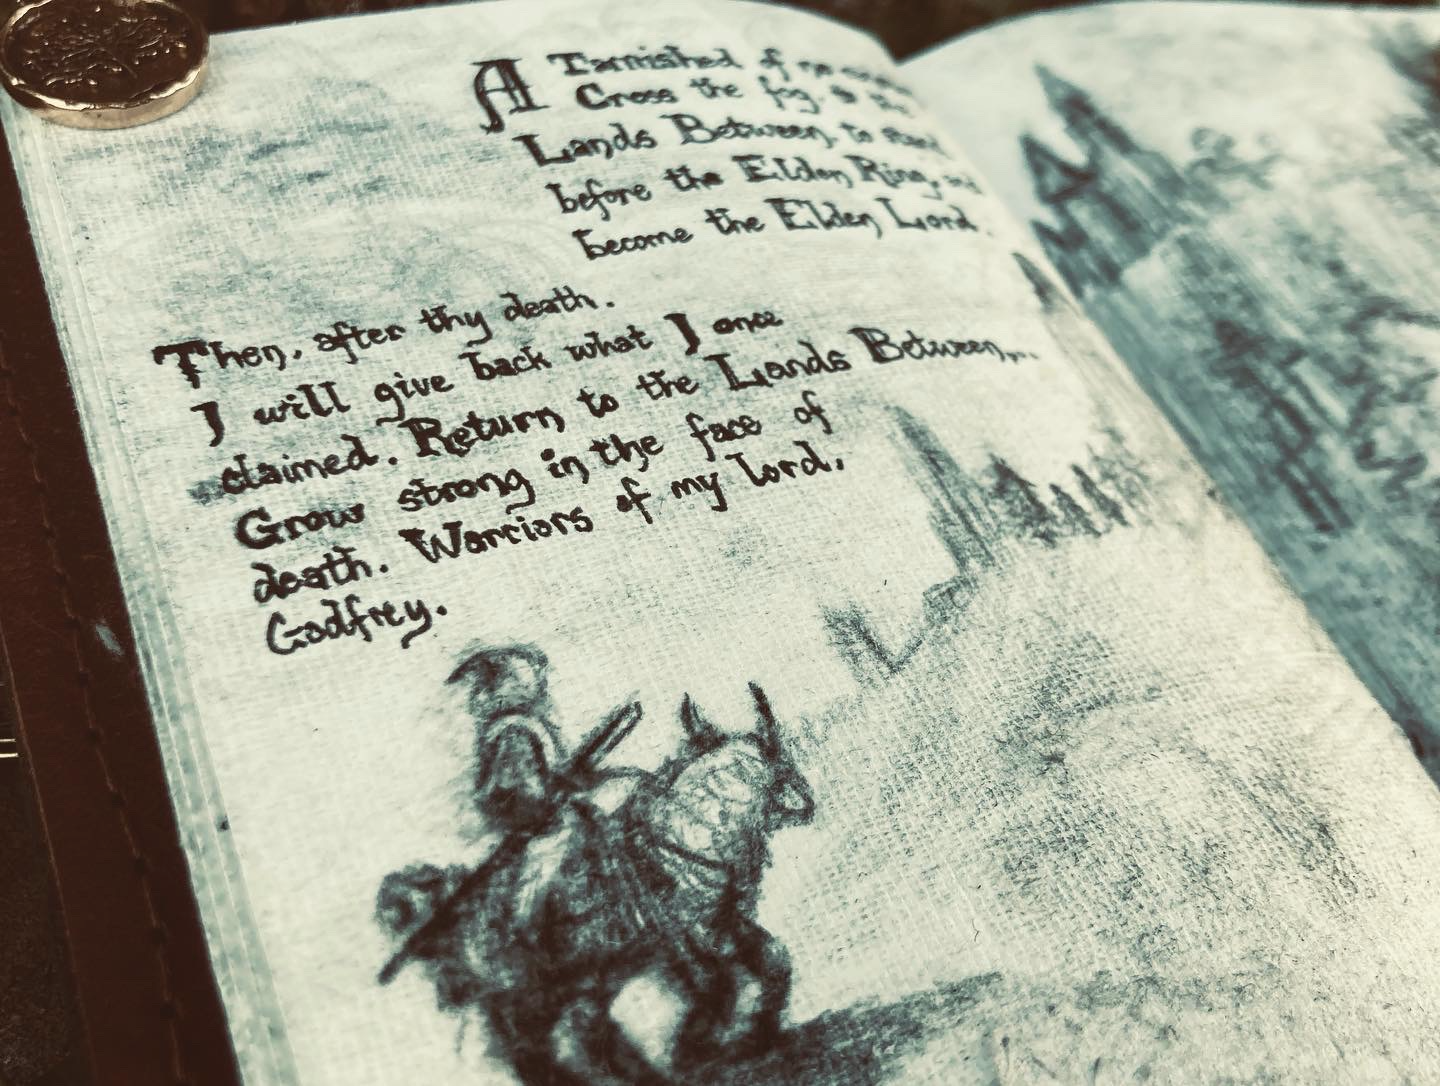 A Tarnished of no
Cross the fog, to the
Lands Between, to stand
before the Elden Ring, and
become the Elden Lord.
Then, after thy death.
I will give back what I once
claimed. Return to the Lands Between,...
Grow strong in the face of
death. Warriors of my lord,
Godfrey.